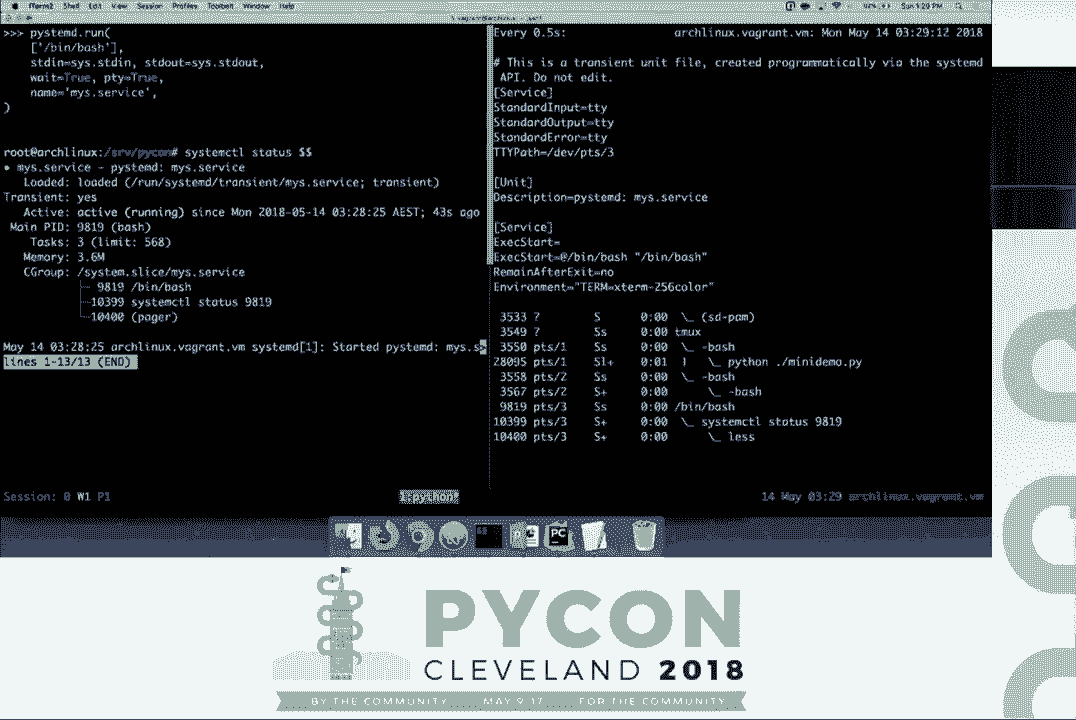 iTerm2 Shell Edit View Session Profiles Toolbelt Window Help
Sun 1:29 PM
>>> pystemd.run(
['/bin/bash'],
stdin=sys.stdin, stdout=sys.stdout,
wait=True, pty=True,
name='mys.service',
)
root@archlinux:/srv/pycon# systemctl status $$
● mys.service - pystemd: mys.service
Loaded: loaded (/run/systemd/transient/mys.service; transient)
Transient: yes
Active: active (running) since Mon 2018-05-14 03:28:25 AEST; 43s ago
Main PID: 9819 (bash)
Tasks: 3 (limit: 568)
Memory: 3.6M
CGroup: /system.slice/mys.service
├─ 9819 /bin/bash
├─10399 systemctl status 9819
└─10400 (pager)
May 14 03:28:25 archlinux.vagrant.vm systemd[1]: Started pystemd: mys.s>
lines 1-13/13 (END)
Every 0.5s: archlinux.vagrant.vm: Mon May 14 03:29:12 2018
# This is a transient unit file, created programmatically via the systemd
API. Do not edit.
[Service]
StandardInput=tty
StandardOutput=tty
StandardError=tty
TTYPath=/dev/pts/3
[Unit]
Description=pystemd: mys.service
[Service]
ExecStart=
ExecStart=@/bin/bash "/bin/bash"
RemainAfterExit=no
Environment="TERM=xterm-256color"
3533 ? S 0:00 \_ (sd-pam)
3549 ? Ss 0:00 tmux
3550 pts/1 Ss 0:00 \_ -bash
28095 pts/1 Sl+ 0:01 | \_ python ./minidemo.py
3558 pts/2 Ss 0:00 \_ -bash
3567 pts/2 S+ 0:00 \_ -bash
9819 pts/3 Ss 0:00 /bin/bash
10399 pts/3 S+ 0:00 \_ systemctl status 9819
10400 pts/3 S+ 0:00 \_ less
Session: 0 W1 P1 1:python* 14 May 03:29 archlinux.vagrant.vm
PC
PYCON
CLEVELAND 2018
BY THE COMMUNITY MAY 9-17 FOR THE COMMUNITY